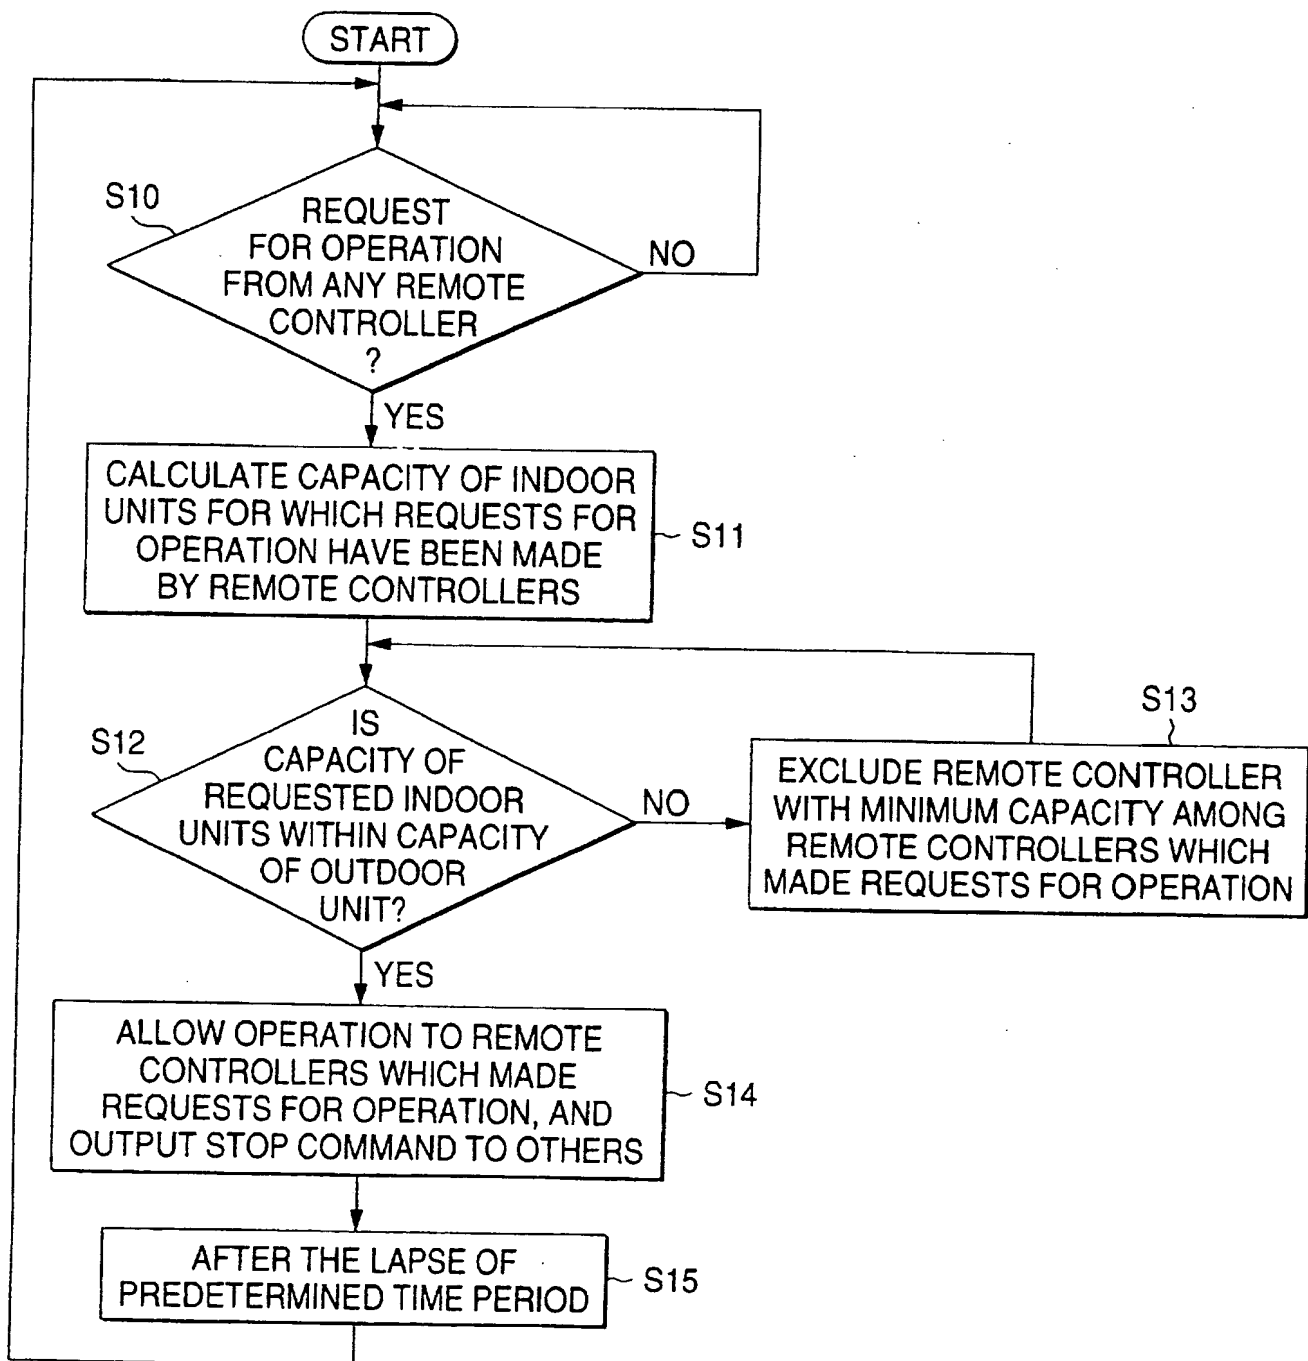 START
S10
REQUEST
FOR OPERATION
FROM ANY REMOTE
CONTROLLER
?
NO
YES
CALCULATE CAPACITY OF INDOOR
UNITS FOR WHICH REQUESTS FOR
OPERATION HAVE BEEN MADE
BY REMOTE CONTROLLERS
S11
S12
IS
CAPACITY OF
REQUESTED INDOOR
UNITS WITHIN CAPACITY
OF OUTDOOR
UNIT?
NO
S13
EXCLUDE REMOTE CONTROLLER
WITH MINIMUM CAPACITY AMONG
REMOTE CONTROLLERS WHICH
MADE REQUESTS FOR OPERATION
YES
ALLOW OPERATION TO REMOTE
CONTROLLERS WHICH MADE
REQUESTS FOR OPERATION, AND
OUTPUT STOP COMMAND TO OTHERS
S14
AFTER THE LAPSE OF
PREDETERMINED TIME PERIOD
S15